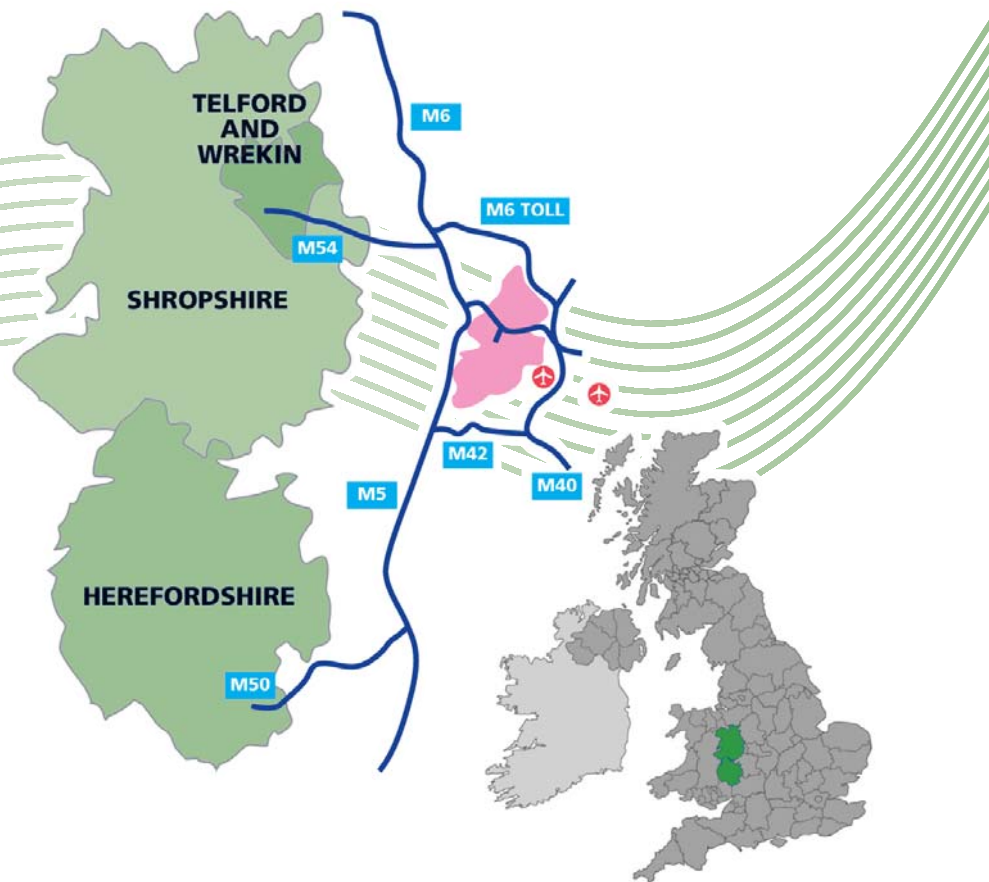 TELFORD
AND
WREKIN
M6
M6 TOLL
M54
SHROPSHIRE
M42
M40
M5
HEREFORDSHIRE
M50